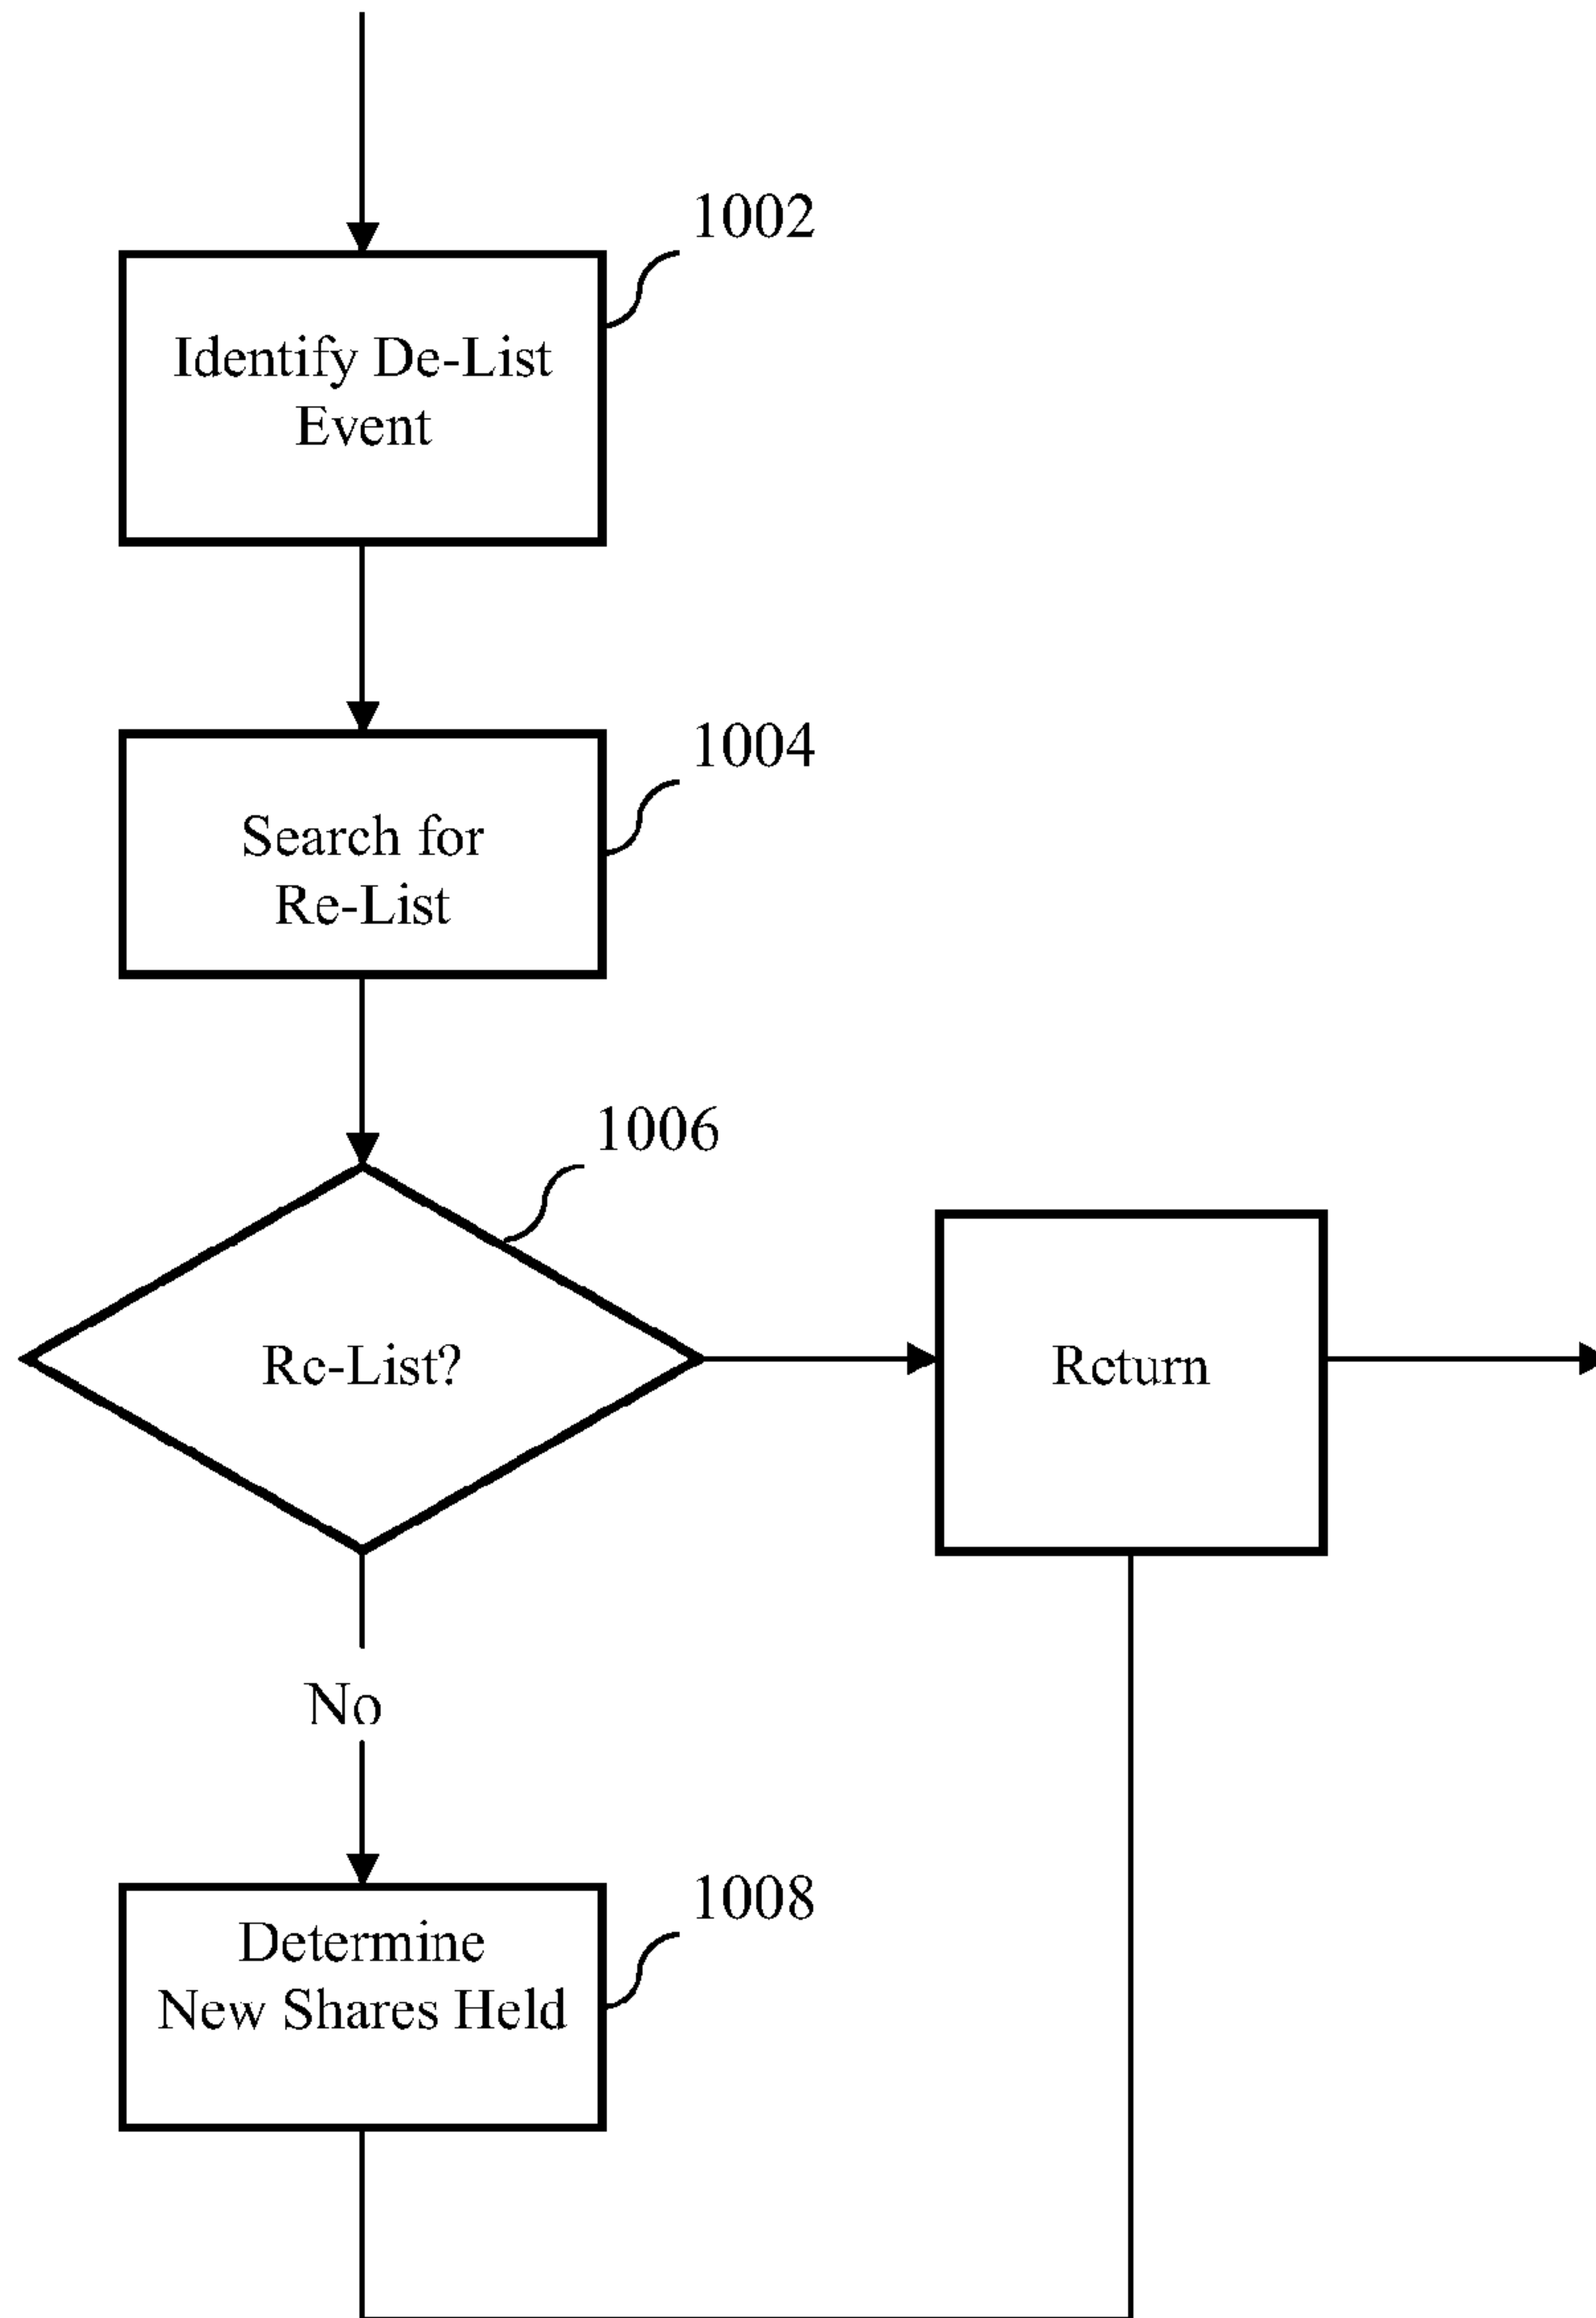 1002
Identify De-List
Event
1004
Search for
Re-List
1006
Re-List?
Return
No
1008
Determine
New Shares Held